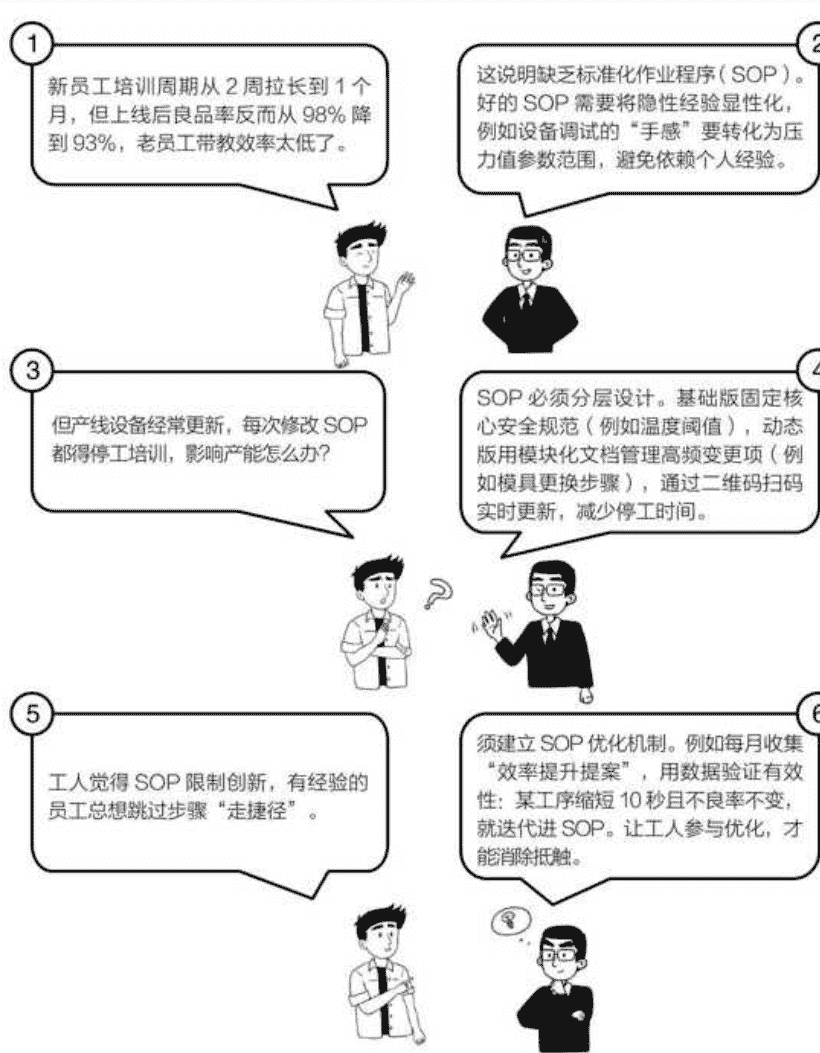 1
新员工培训周期从 2 周拉长到 1 个
月，但上线后良品率反而从 98% 降
到 93%，老员工带教效率太低了。
2
这说明缺乏标准化作业程序（SOP）。
好的 SOP 需要将隐性经验显性化，
例如设备调试的“手感”要转化为压
力值参数范围，避免依赖个人经验。
3
但产线设备经常更新，每次修改 SOP
都得停工培训，影响产能怎么办？
4
SOP 必须分层设计。基础版固定核
心安全规范（例如温度阈值），动态
版用模块化文档管理高频变更项（例
如模具更换步骤），通过二维码扫码
实时更新，减少停工时间。
?
5
工人觉得 SOP 限制创新，有经验的
员工总想跳过步骤“走捷径”。
6
须建立 SOP 优化机制。例如每月收集
“效率提升提案”，用数据验证有效
性：某工序缩短 10 秒且不良率不变，
就迭代进 SOP。让工人参与优化，才
能消除抵触。